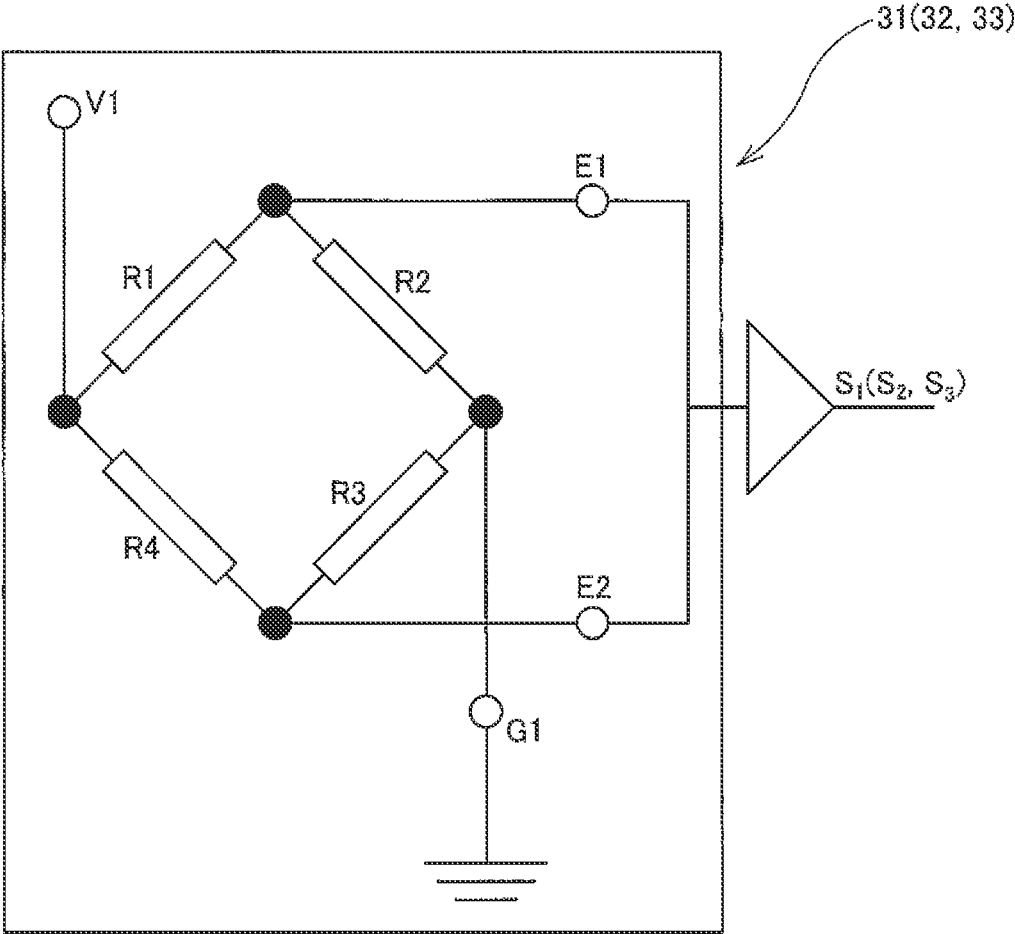 31(32, 33)
V1
E1
R1
R2
S₁(S₂, S₃)
R3
R4
E2
G1